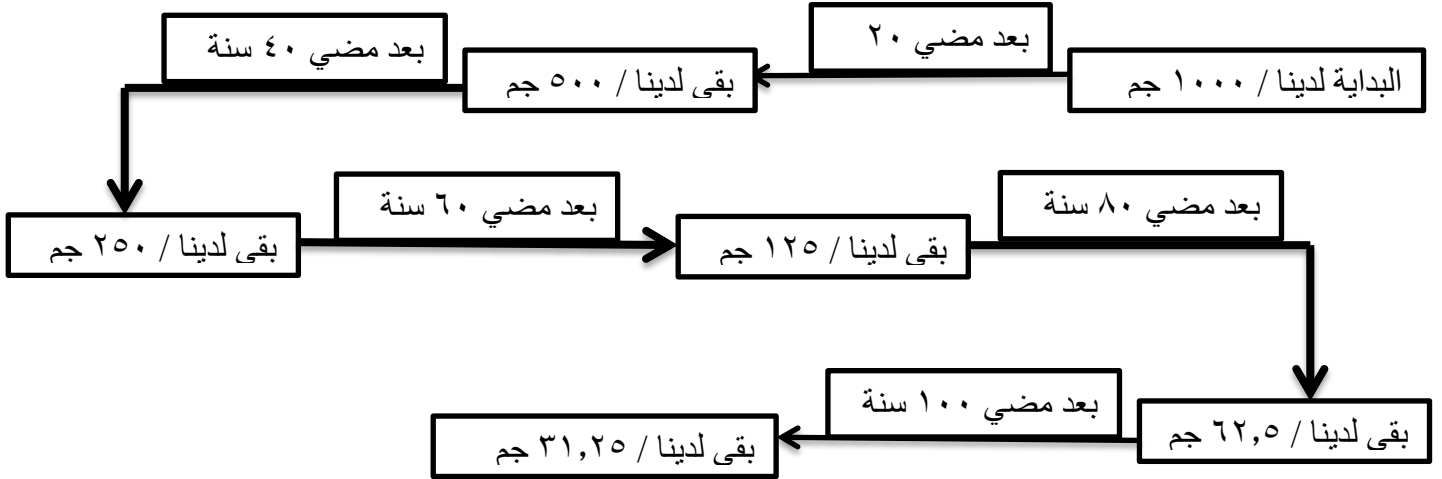 البداية لدينا / ١٠٠٠ جم
بعد مضي ٢٠
بقى لدينا / ٥٠٠ جم
بعد مضي ٤٠ سنة
بقى لدينا / ٢٥٠ جم
بعد مضي ٦٠ سنة
بقى لدينا / ١٢٥ جم
بعد مضي ٨٠ سنة
بقى لدينا / ٦٢,٥ جم
بعد مضي ١٠٠ سنة
بقى لدينا / ٣١,٢٥ جم